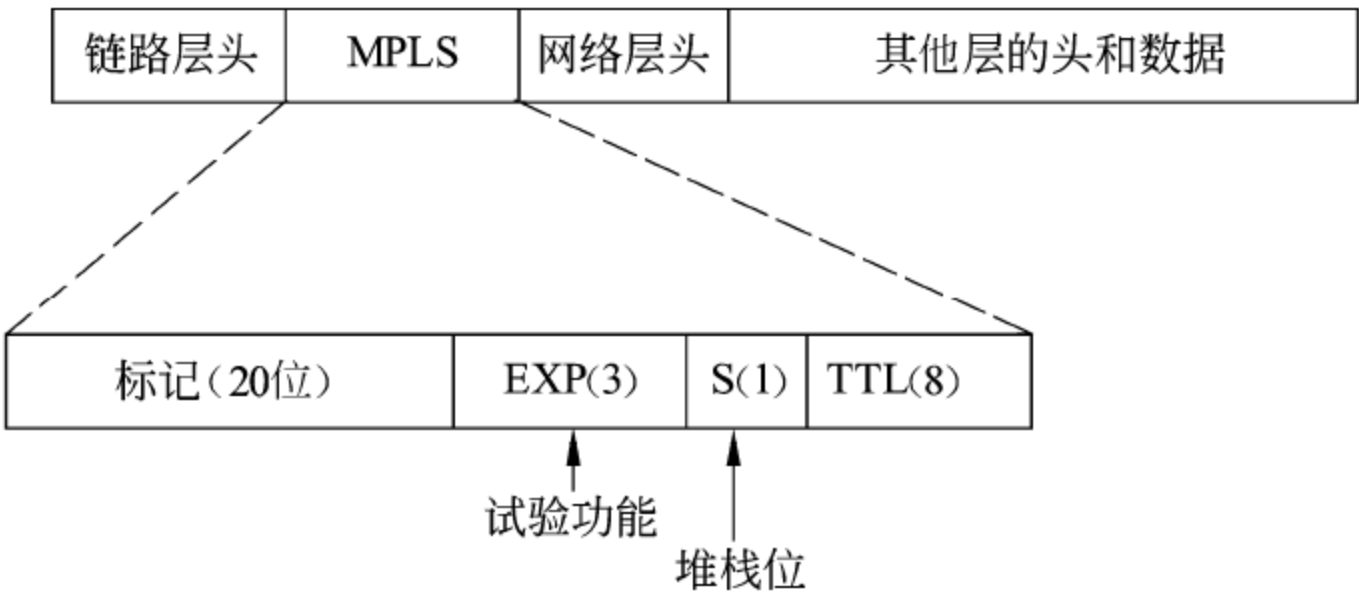 链路层头 MPLS 网络层头 其他层的头和数据
标记(20位) EXP(3) S(1) TTL(8)
试验功能
堆栈位